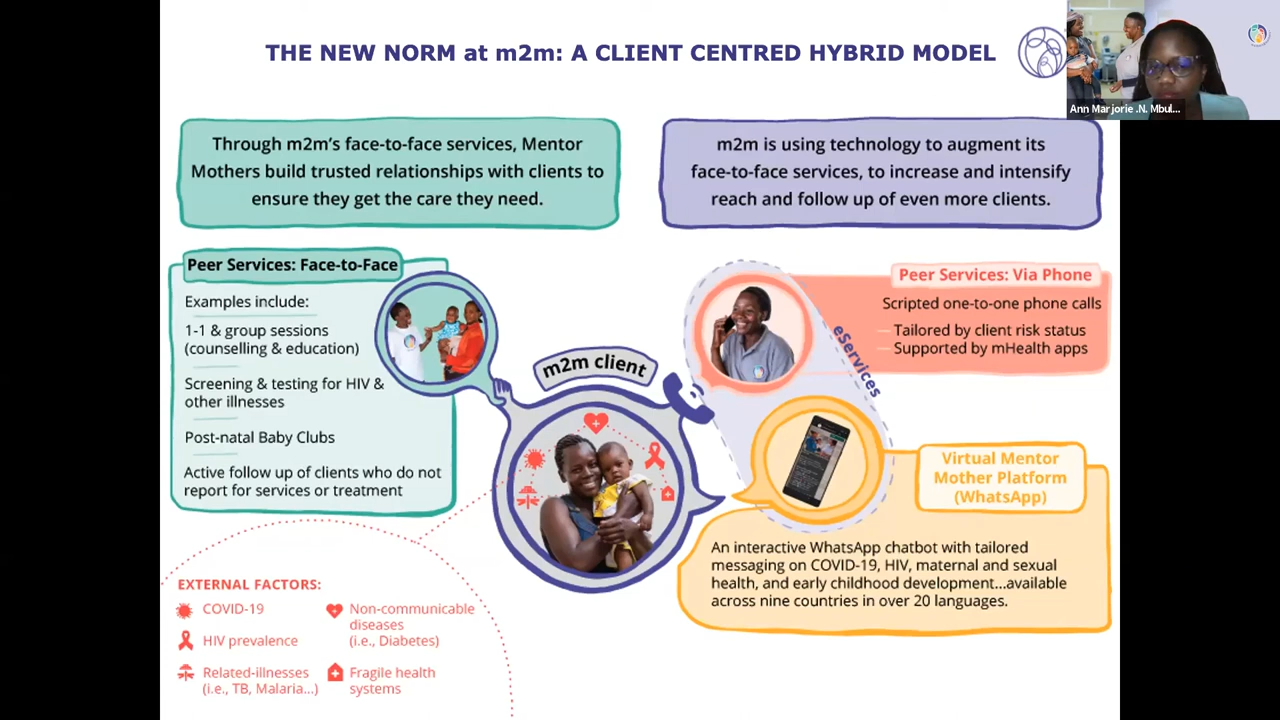 THE NEW NORM at m2m: A CLIENT CENTRED HYBRID MODEL
Ann Marjorie .N. Mbul...
Through m2m's face-to-face services, Mentor
Mothers build trusted relationships with clients to
ensure they get the care they need.
m2m is using technology to augment its
face-to-face services, to increase and intensify
reach and follow up of even more clients.
Peer Services: Face-to-Face
Examples include:
1-1 & group sessions
(counselling & education)
Screening & testing for HIV &
other illnesses
Post-natal Baby Clubs
Active follow up of clients who do not
report for services or treatment
m2m client
eServices
Peer Services: Via Phone
Scripted one-to-one phone calls
Tailored by client risk status
Supported by mHealth apps
Virtual Mentor
Mother Platform
(WhatsApp)
An interactive WhatsApp chatbot with tailored
messaging on COVID-19, HIV, maternal and sexual
health, and early childhood development...available
across nine countries in over 20 languages.
EXTERNAL FACTORS:
COVID-19
HIV prevalence
Related-illnesses
(i.e., TB, Malaria...)
Non-communicable
diseases
(i.e., Diabetes)
Fragile health
systems